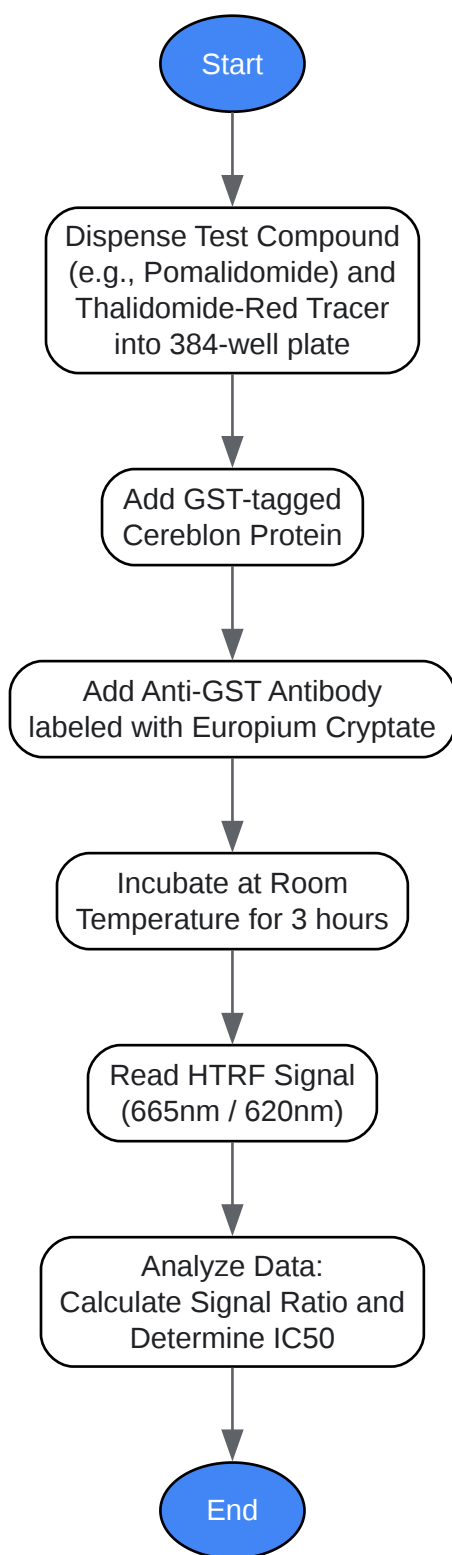 Start
Dispense Test Compound
(e.g., Pomalidomide) and
Thalidomide-Red Tracer
into 384-well plate
Add GST-tagged
Cereblon Protein
Add Anti-GST Antibody
labeled with Europium Cryptate
Incubate at Room
Temperature for 3 hours
Read HTRF Signal
(665nm / 620nm)
Analyze Data:
Calculate Signal Ratio and
Determine IC50
End